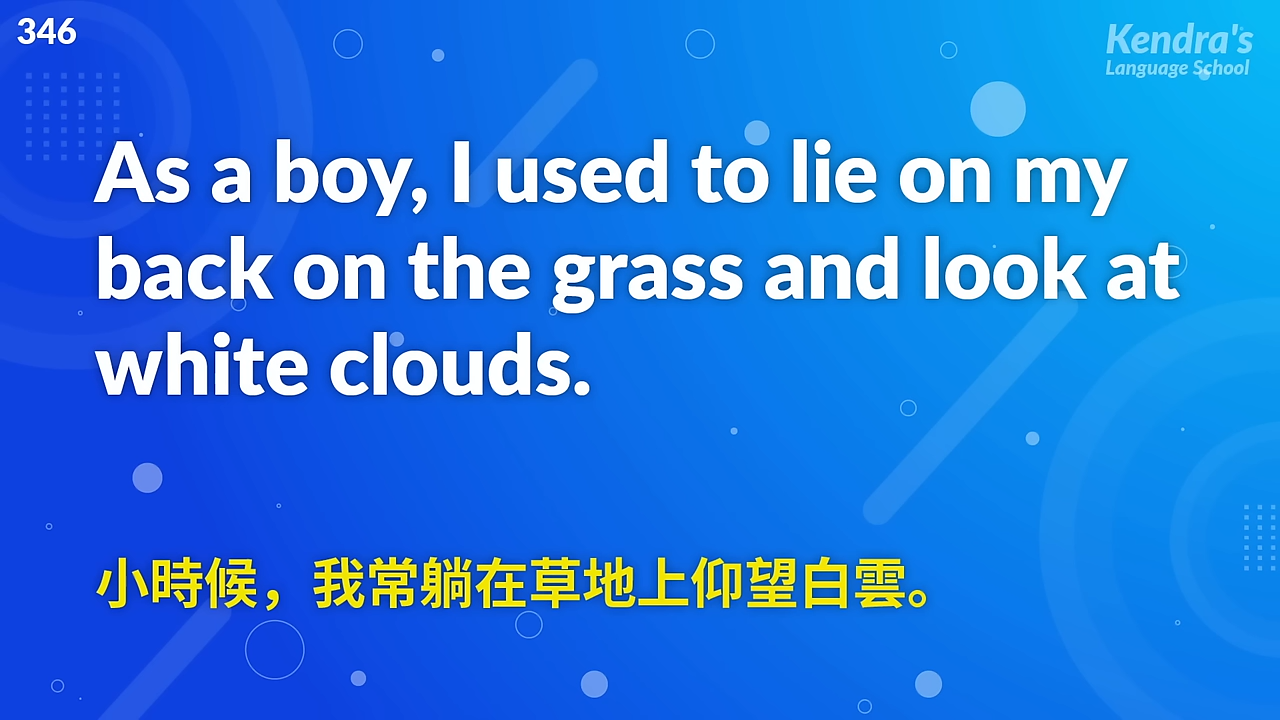 346
Kendra's
Language School
As a boy, I used to lie on my
back on the grass and look at
white clouds.
小時候，我常躺在草地上仰望白雲。